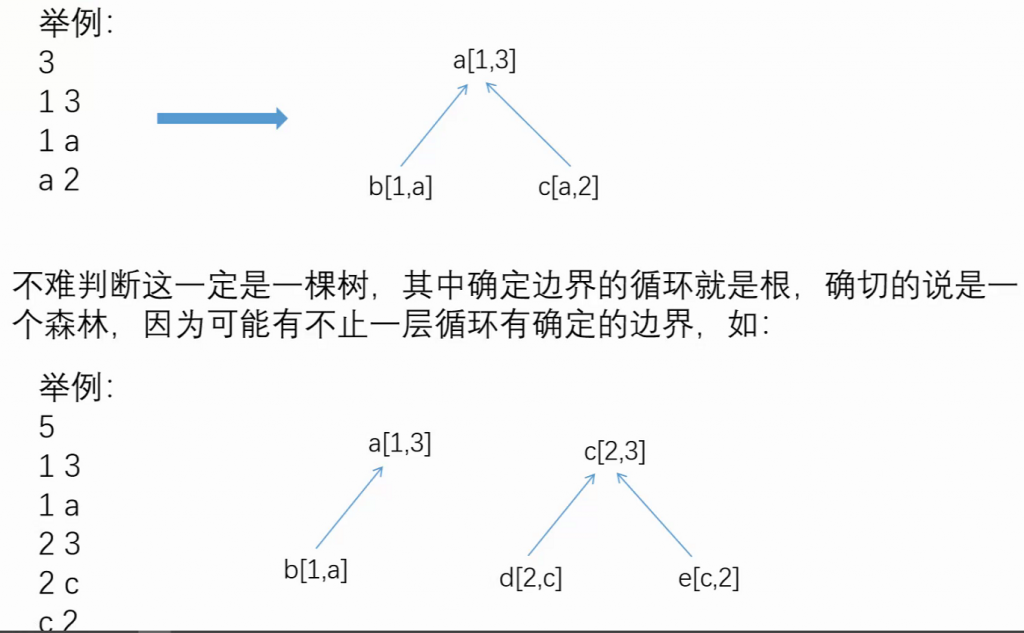 举例：
3
1 3
1 a
a 2
a[1,3]
b[1,a]
c[a,2]
不难判断这一定是一棵树，其中确定边界的循环就是根，确切的说是一
个森林，因为可能有不止一层循环有确定的边界，如：
举例：
5
1 3
1 a
2 3
2 c
c 2
a[1,3]
c[2,3]
b[1,a]
d[2,c]
e[c,2]